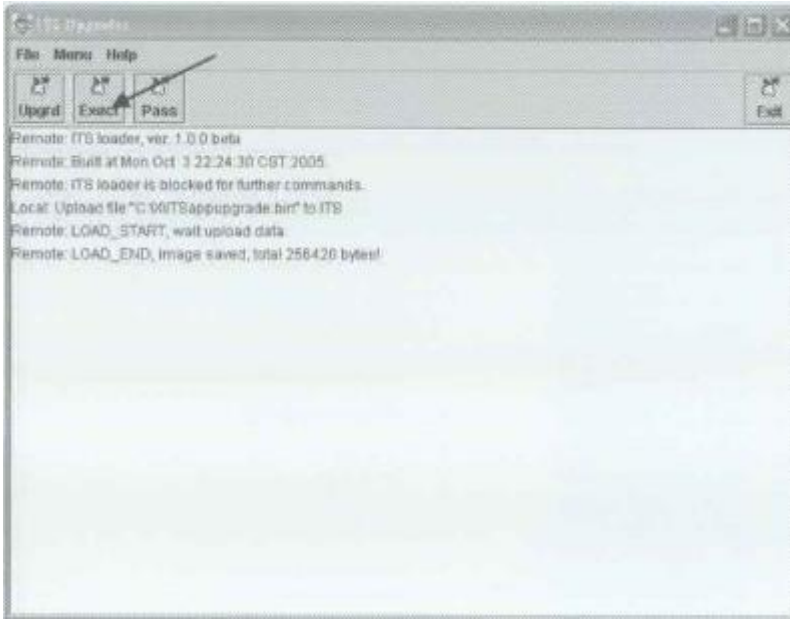 ITS Upgrader
File Menu Help
Upgrd Exect Pass Exit
Remote: ITS loader, ver. 1.0.0 beta
Remote: Built at Mon Oct 3 22:24:30 CST 2005.
Remote: ITS loader is blocked for further commands.
Local: Upload file to ITS
Remote: LOAD_START, wait upload data
Remote: LOAD_END, image saved, total 256420 bytes!